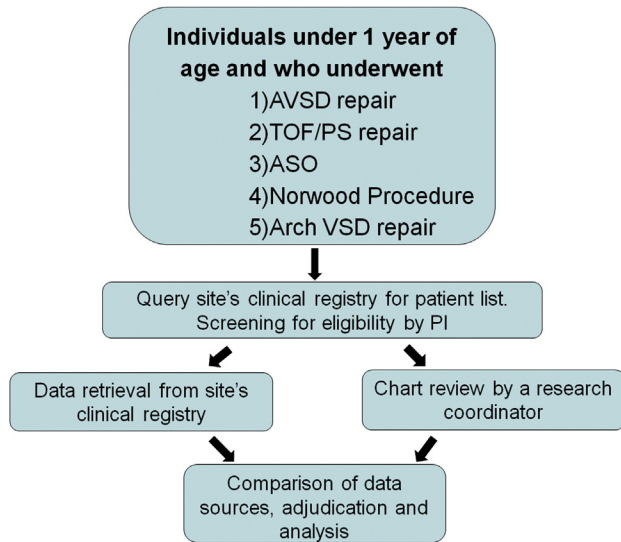 Individuals under 1 year of
age and who underwent
1)AVSD repair
2)TOF/PS repair
3)ASO
4)Norwood Procedure
5)Arch VSD repair
Query site's clinical registry for patient list.
Screening for eligibility by PI
Data retrieval from site's
clinical registry
Chart review by a research
coordinator
Comparison of data
sources, adjudication and
analysis